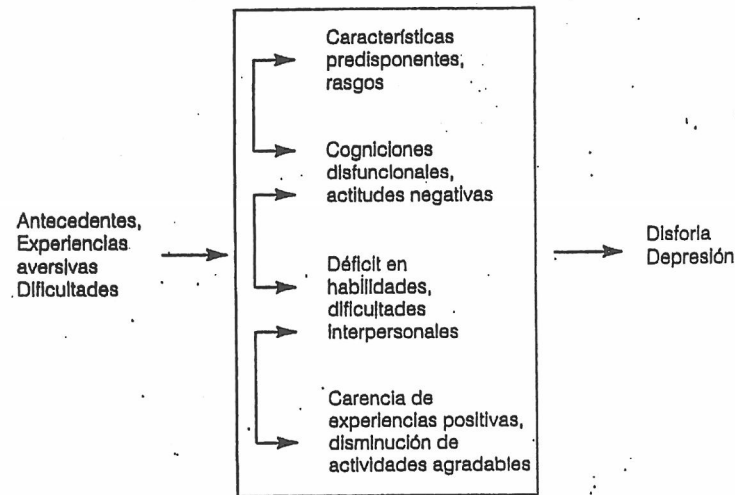 Antecedentes,
Experiencias
aversivas
Dificultades
Características
predisponentes,
rasgos
Cogniciones
disfuncionales,
actitudes negativas
Déficit en
habilidades,
dificultades
interpersonales
Carencia de
experiencias positivas,
disminución de
actividades agradables
Disforia
Depresión